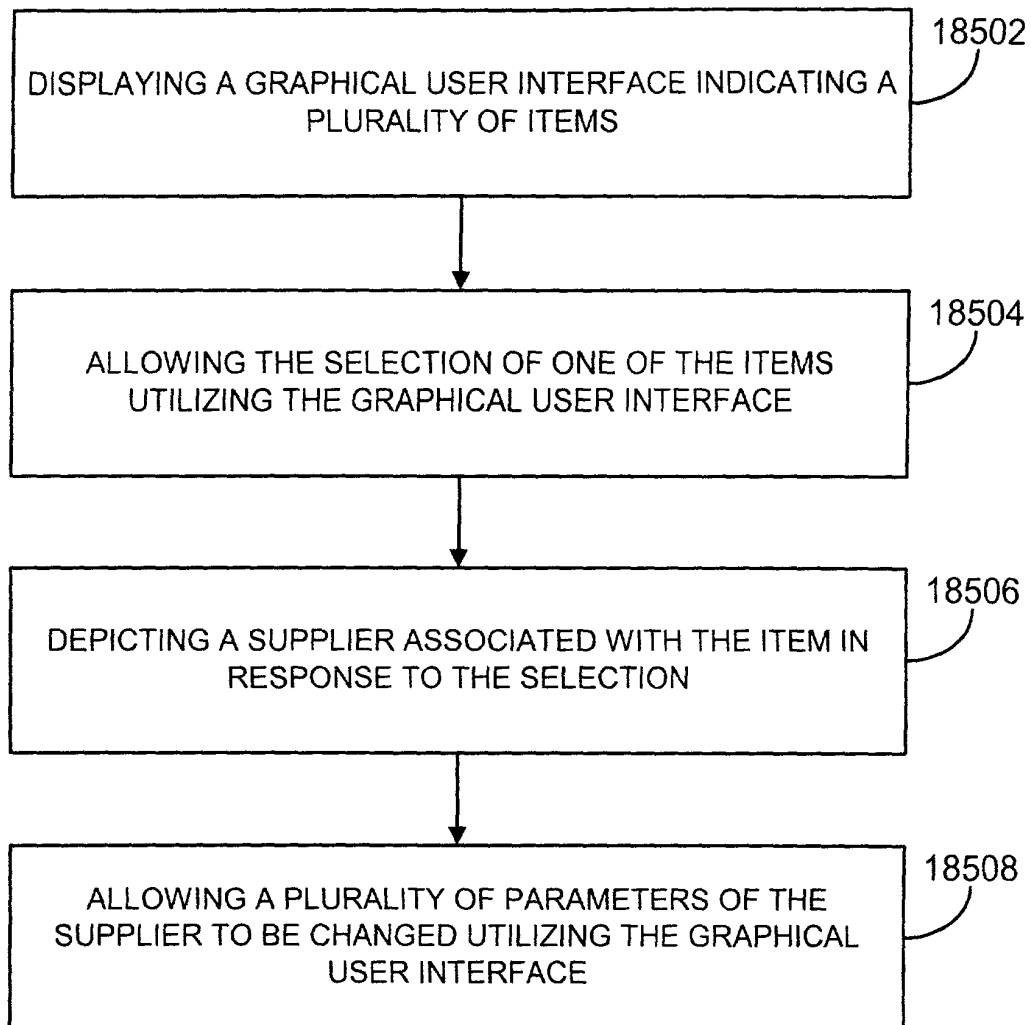 18502
DISPLAYING A GRAPHICAL USER INTERFACE INDICATING A
PLURALITY OF ITEMS
18504
ALLOWING THE SELECTION OF ONE OF THE ITEMS
UTILIZING THE GRAPHICAL USER INTERFACE
18506
DEPICTING A SUPPLIER ASSOCIATED WITH THE ITEM IN
RESPONSE TO THE SELECTION
18508
ALLOWING A PLURALITY OF PARAMETERS OF THE
SUPPLIER TO BE CHANGED UTILIZING THE GRAPHICAL
USER INTERFACE